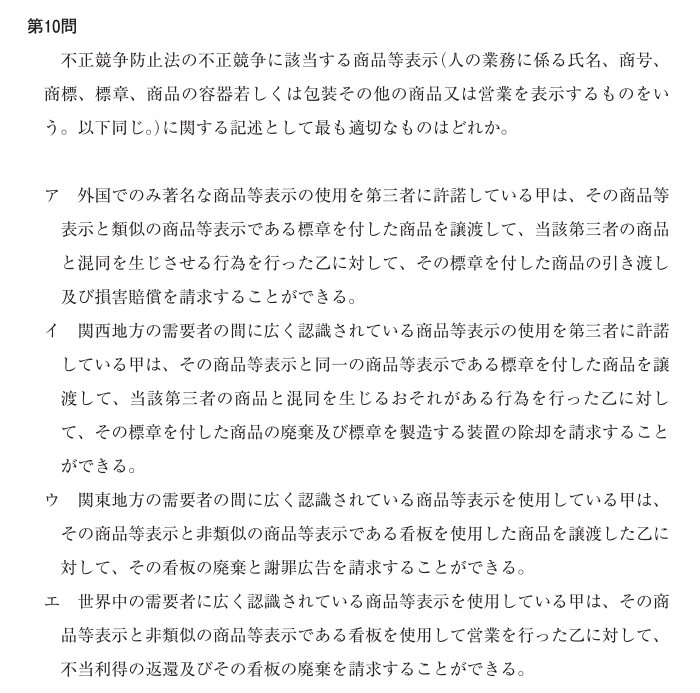 第10問
不正競争防止法の不正競争に該当する商品等表示(人の業務に係る氏名、商号、
商標、標章、商品の容器若しくは包装その他の商品又は営業を表示するものをい
う。以下同じ。)に関する記述として最も適切なものはどれか。
ア 外国でのみ著名な商品等表示の使用を第三者に許諾している甲は、その商品等
表示と類似の商品等表示である標章を付した商品を譲渡して、当該第三者の商品
と混同を生じさせる行為を行った乙に対して、その標章を付した商品の引き渡し
及び損害賠償を請求することができる。
イ 関西地方の需要者の間に広く認識されている商品等表示の使用を第三者に許諾
している甲は、その商品等表示と同一の商品等表示である標章を付した商品を譲
渡して、当該第三者の商品と混同を生じるおそれがある行為を行った乙に対し
て、その標章を付した商品の廃棄及び標章を製造する装置の除却を請求すること
ができる。
ウ 関東地方の需要者の間に広く認識されている商品等表示を使用している甲は、
その商品等表示と非類似の商品等表示である看板を使用した商品を譲渡した乙に
対して、その看板の廃棄と謝罪広告を請求することができる。
エ 世界中の需要者に広く認識されている商品等表示を使用している甲は、その商
品等表示と非類似の商品等表示である看板を使用して営業を行った乙に対して、
不当利得の返還及びその看板の廃棄を請求することができる。